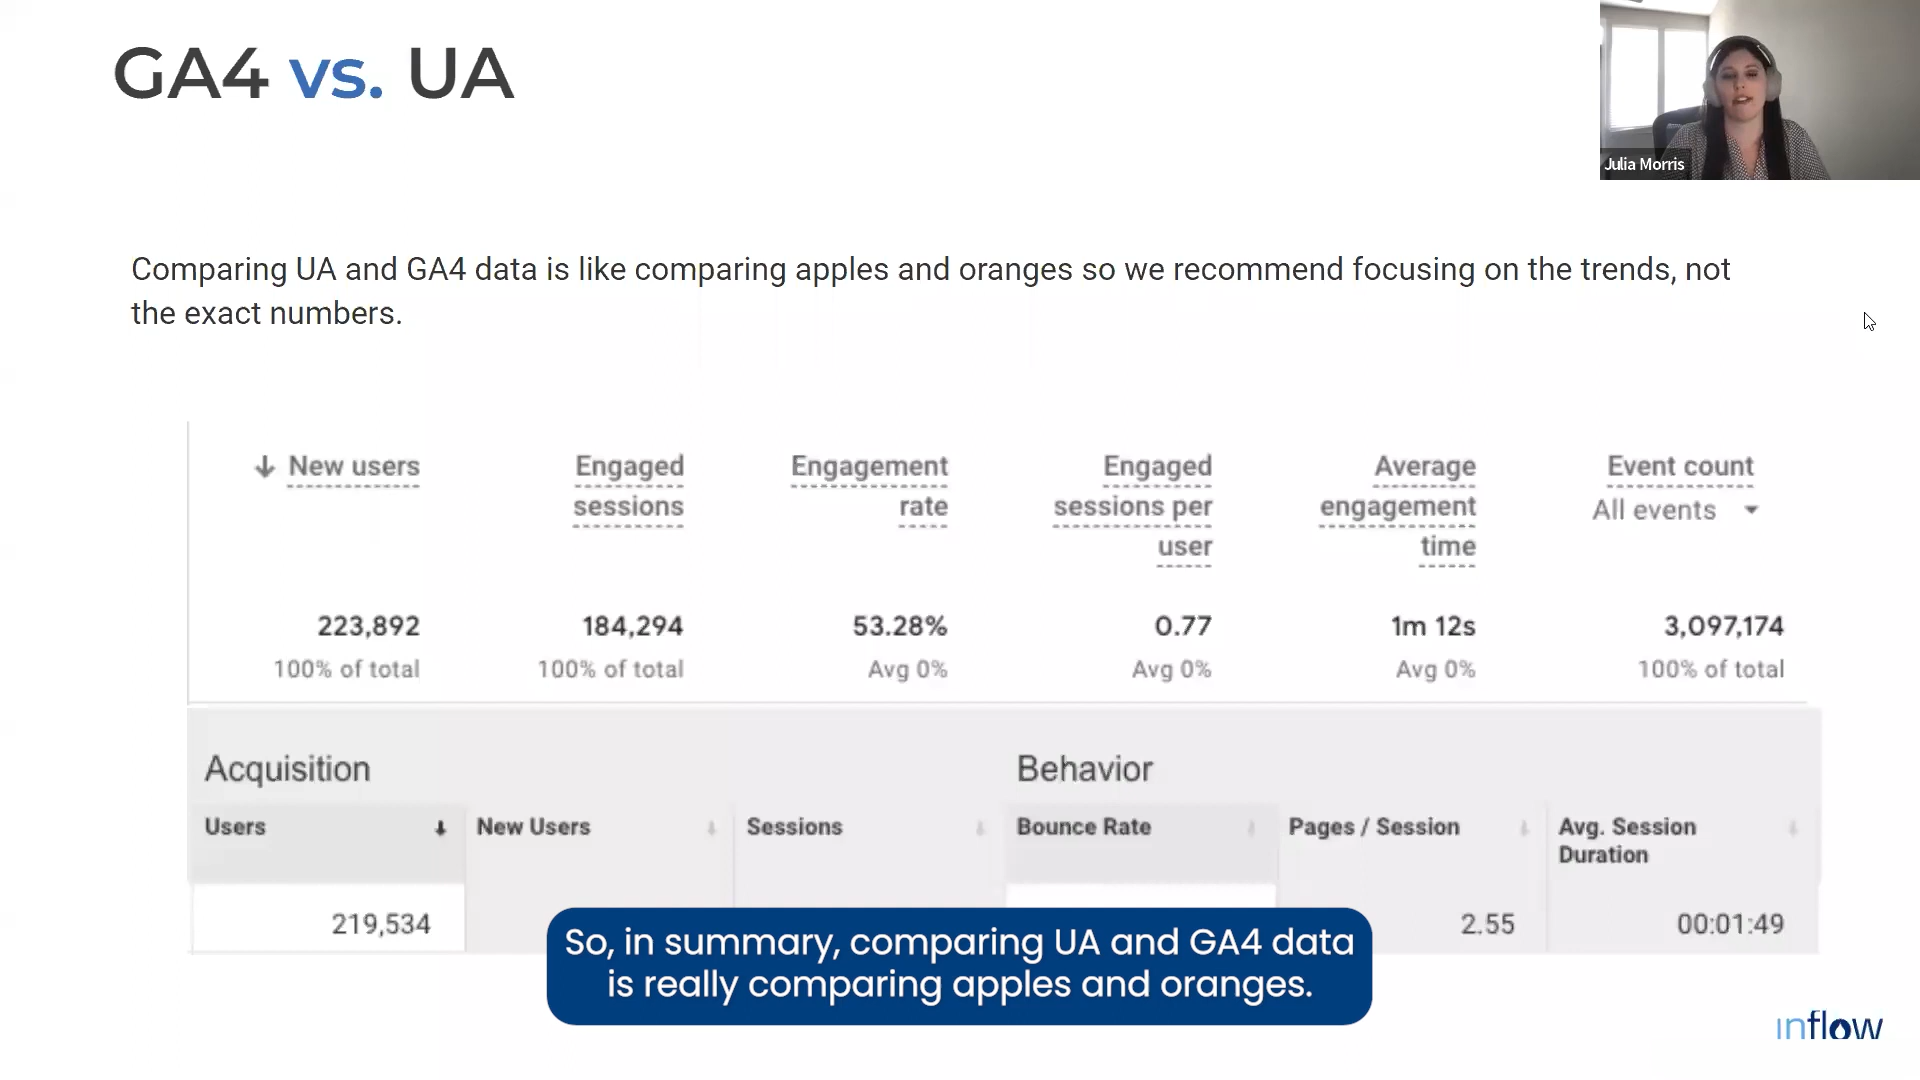 GA4 vs. UA
Julia Morris
Comparing UA and GA4 data is like comparing apples and oranges so we recommend focusing on the trends, not
the exact numbers.
New users
Engaged
sessions
Engagement
rate
Engaged
sessions per
user
Average
engagement
time
Event count
All events
223,892
184,294
53.28%
0.77
1m 12s
3,097,174
100% of total
100% of total
Avg 0%
Avg 0%
Avg 0%
100% of total
Acquisition
Behavior
Users
New Users
Sessions
Bounce Rate
Pages / Session
Avg. Session
Duration
219,534
2.55
00:01:49
So, in summary, comparing UA and GA4 data
is really comparing apples and oranges.
inflow